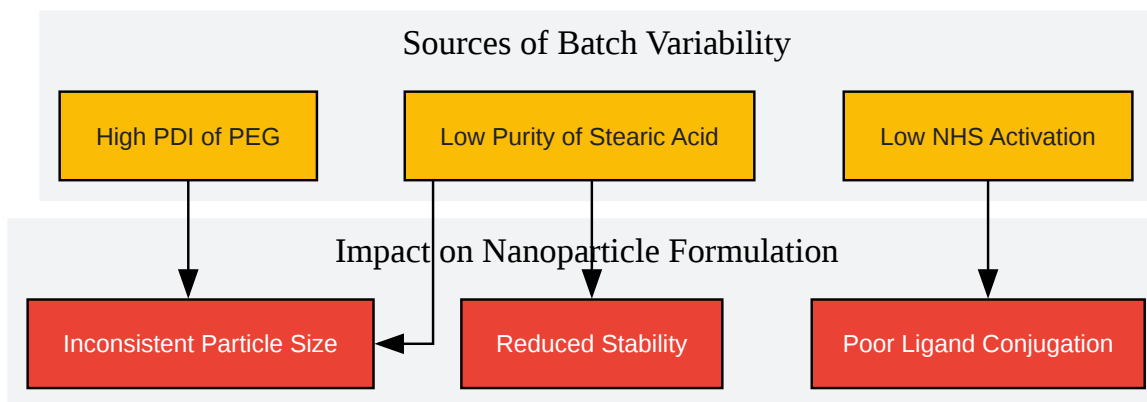 Sources of Batch Variability
High PDI of PEG
Low Purity of Stearic Acid
Low NHS Activation
Impact on Nanoparticle Formulation
Inconsistent Particle Size
Reduced Stability
Poor Ligand Conjugation